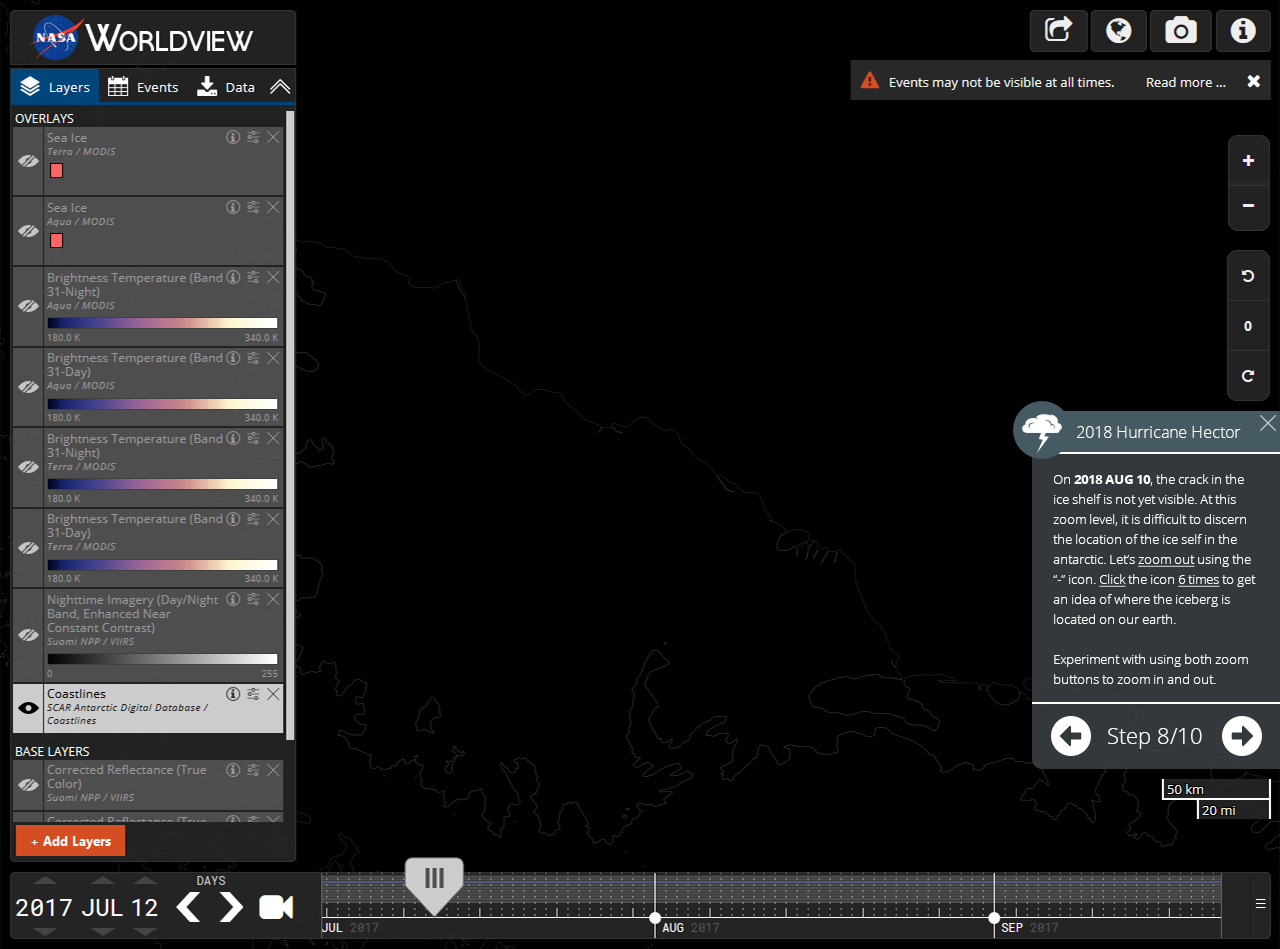 NASA WORLDVIEW
Layers
Events
Data
Events may not be visible at all times.
Read more ...
OVERLAYS
Sea Ice
Terra / MODIS
Sea Ice
Aqua / MODIS
Brightness Temperature (Band
31-Night)
Aqua / MODIS
180.0 K
340.0 K
Brightness Temperature (Band
31-Day)
Aqua / MODIS
180.0 K
340.0 K
Brightness Temperature (Band
31-Night)
Terra / MODIS
180.0 K
340.0 K
Brightness Temperature (Band
31-Day)
Terra / MODIS
180.0 K
340.0 K
Nighttime Imagery (Day/Night
Band, Enhanced Near
Constant Contrast)
Suomi NPP / VIIRS
0
255
Coastlines
SCAR Antarctic Digital Database /
Coastlines
BASE LAYERS
Corrected Reflectance (True
Color)
Suomi NPP / VIIRS
Corrected Reflectance (True
+ Add Layers
+
−
0
2018 Hurricane Hector
On 2018 AUG 10, the crack in the
ice shelf is not yet visible. At this
zoom level, it is difficult to discern
the location of the ice self in the
antarctic. Let's zoom out using the
“-” icon. Click the icon 6 times to get
an idea of where the iceberg is
located on our earth.
Experiment with using both zoom
buttons to zoom in and out.
Step 8/10
50 km
20 mi
DAYS
2017 JUL 12
JUL 2017
AUG 2017
SEP 2017